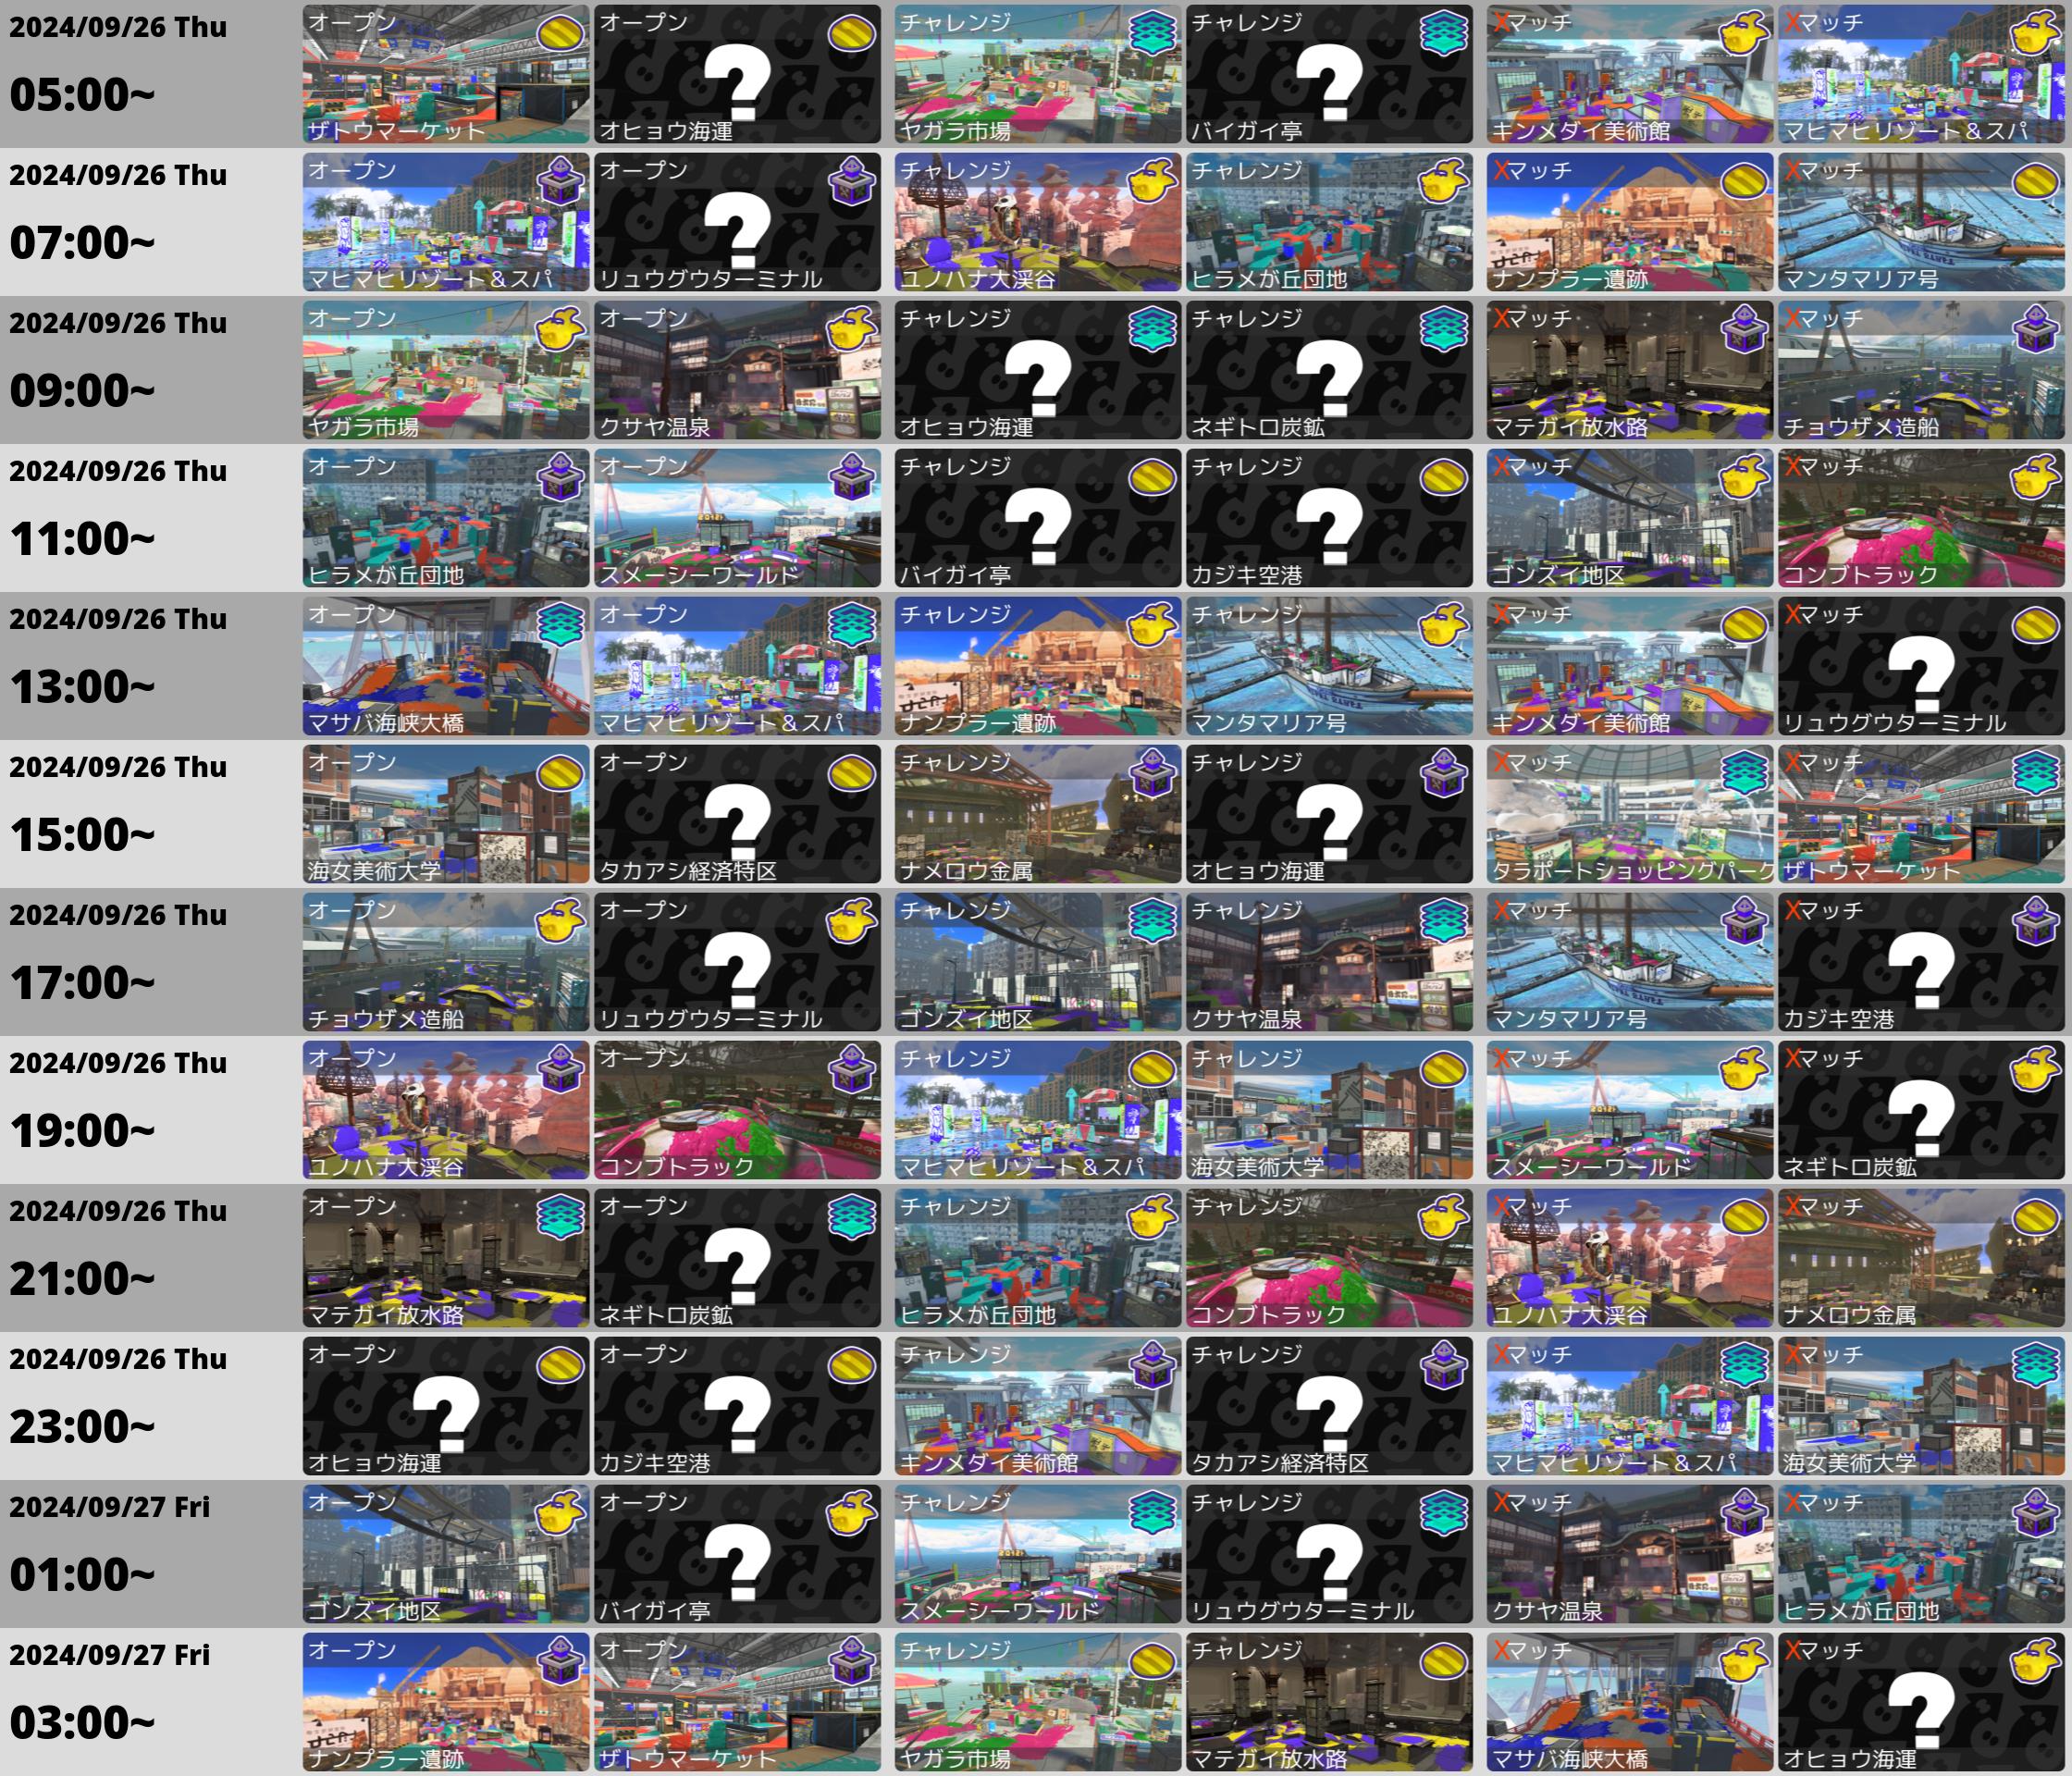 2024/09/26 Thu
05:00~
オープン
ザトウマーケット
オープン
オヒョウ海運
チャレンジ
ヤガラ市場
チャレンジ
バイガイ亭
Xマッチ
キンメダイ美術館
Xマッチ
マヒマヒリゾート&スパ
2024/09/26 Thu
07:00~
オープン
マヒマヒリゾート&スパ
オープン
リュウグウターミナル
チャレンジ
ユノハナ大渓谷
チャレンジ
ヒラメが丘団地
Xマッチ
ナンプラー遺跡
Xマッチ
マンタマリア号
2024/09/26 Thu
09:00~
オープン
ヤガラ市場
オープン
クサヤ温泉
チャレンジ
オヒョウ海運
チャレンジ
ネギトロ炭鉱
Xマッチ
マテガイ放水路
Xマッチ
チョウザメ造船
2024/09/26 Thu
11:00~
オープン
ヒラメが丘団地
オープン
スメーシーワールド
チャレンジ
バイガイ亭
チャレンジ
カジキ空港
Xマッチ
ゴンズイ地区
Xマッチ
コンブトラック
2024/09/26 Thu
13:00~
オープン
マサバ海峡大橋
オープン
マヒマヒリゾート&スパ
チャレンジ
ナンプラー遺跡
チャレンジ
マンタマリア号
Xマッチ
キンメダイ美術館
Xマッチ
リュウグウターミナル
2024/09/26 Thu
15:00~
オープン
海女美術大学
オープン
タカアシ経済特区
チャレンジ
ナメロウ金属
チャレンジ
オヒョウ海運
Xマッチ
タラポートショッピングパーク
Xマッチ
ザトウマーケット
2024/09/26 Thu
17:00~
オープン
チョウザメ造船
オープン
リュウグウターミナル
チャレンジ
ゴンズイ地区
チャレンジ
クサヤ温泉
Xマッチ
マンタマリア号
Xマッチ
カジキ空港
2024/09/26 Thu
19:00~
オープン
ユノハナ大渓谷
オープン
コンブトラック
チャレンジ
マヒマヒリゾート&スパ
チャレンジ
海女美術大学
Xマッチ
スメーシーワールド
Xマッチ
ネギトロ炭鉱
2024/09/26 Thu
21:00~
オープン
マテガイ放水路
オープン
ネギトロ炭鉱
チャレンジ
ヒラメが丘団地
チャレンジ
コンブトラック
Xマッチ
ユノハナ大渓谷
Xマッチ
ナメロウ金属
2024/09/26 Thu
23:00~
オープン
オヒョウ海運
オープン
カジキ空港
チャレンジ
キンメダイ美術館
チャレンジ
タカアシ経済特区
Xマッチ
マヒマヒリゾート&スパ
Xマッチ
海女美術大学
2024/09/27 Fri
01:00~
オープン
ゴンズイ地区
オープン
バイガイ亭
チャレンジ
スメーシーワールド
チャレンジ
リュウグウターミナル
Xマッチ
クサヤ温泉
Xマッチ
ヒラメが丘団地
2024/09/27 Fri
03:00~
オープン
ナンプラー遺跡
オープン
ザトウマーケット
チャレンジ
ヤガラ市場
チャレンジ
マテガイ放水路
Xマッチ
マサバ海峡大橋
Xマッチ
オヒョウ海運